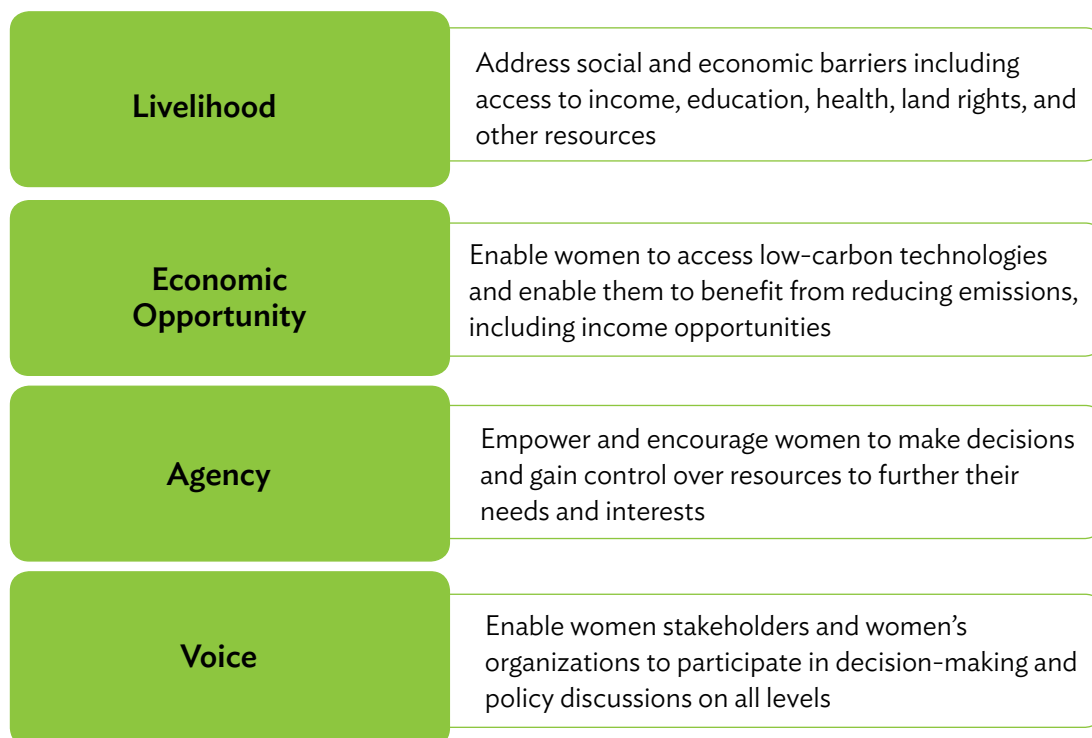 Livelihood
Address social and economic barriers including
access to income, education, health, land rights, and
other resources
Economic
Opportunity
Enable women to access low-carbon technologies
and enable them to benefit from reducing emissions,
including income opportunities
Agency
Empower and encourage women to make decisions
and gain control over resources to further their
needs and interests
Voice
Enable women stakeholders and women’s
organizations to participate in decision-making and
policy discussions on all levels